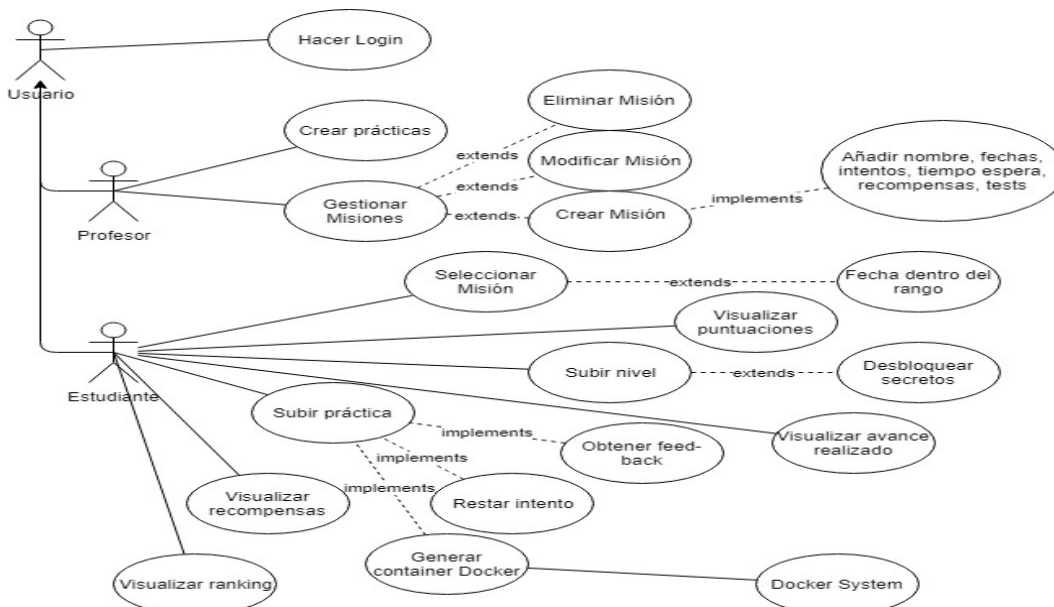 Hacer Login
Usuario
Eliminar Misión
Crear prácticas
extends
Modificar Misión
extends
Añadir nombre, fechas,
intentos, tiempo espera,
recompensas, tests
Gestionar
Misiones
extends
Crear Misión
implements
Profesor
Seleccionar
Misión
extends
Fecha dentro del
rango
Visualizar
puntuaciones
Subir nivel
extends
Desbloquear
secretos
Estudiante
Subir práctica
implements
Obtener feed-
back
Visualizar avance
realizado
implements
implements
Visualizar
recompensas
Restar intento
Generar
container Docker
Visualizar ranking
Docker System